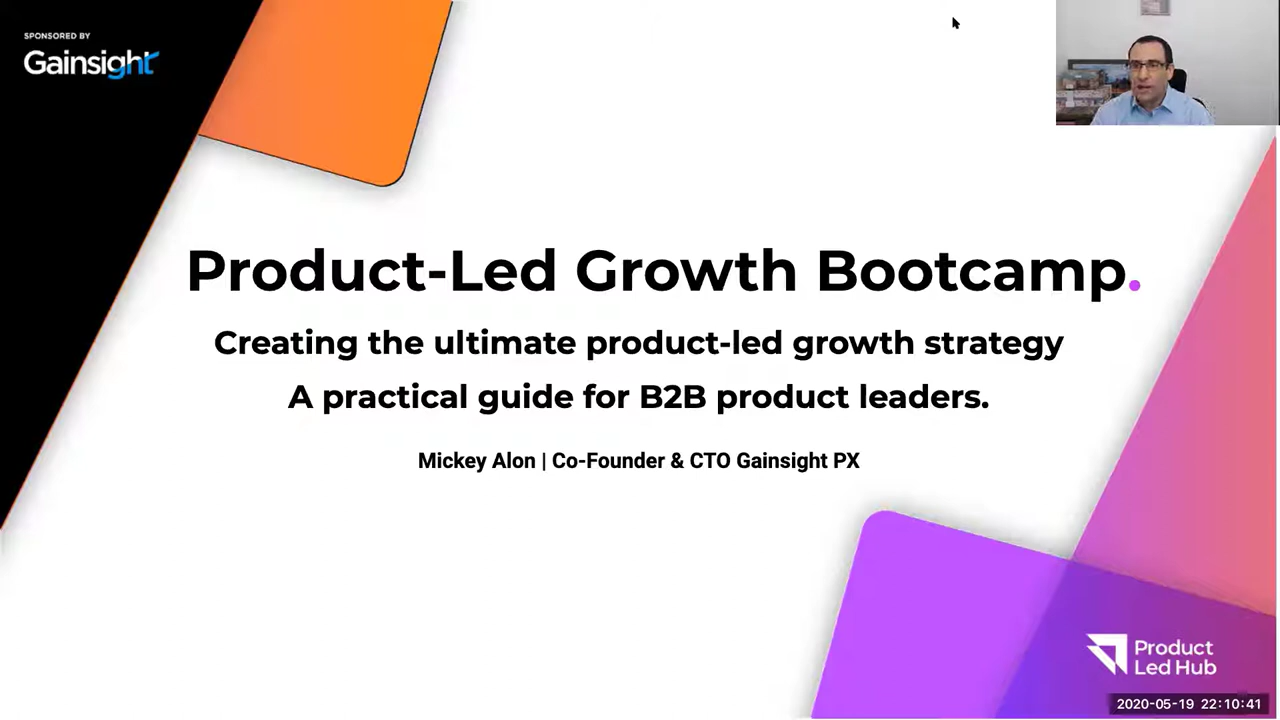 SPONSORED BY
Gainsight
Product-Led Growth Bootcamp.
Creating the ultimate product-led growth strategy
A practical guide for B2B product leaders.
Mickey Alon | Co-Founder & CTO Gainsight PX
Product
Led Hub
2020-05-19 22:10:41